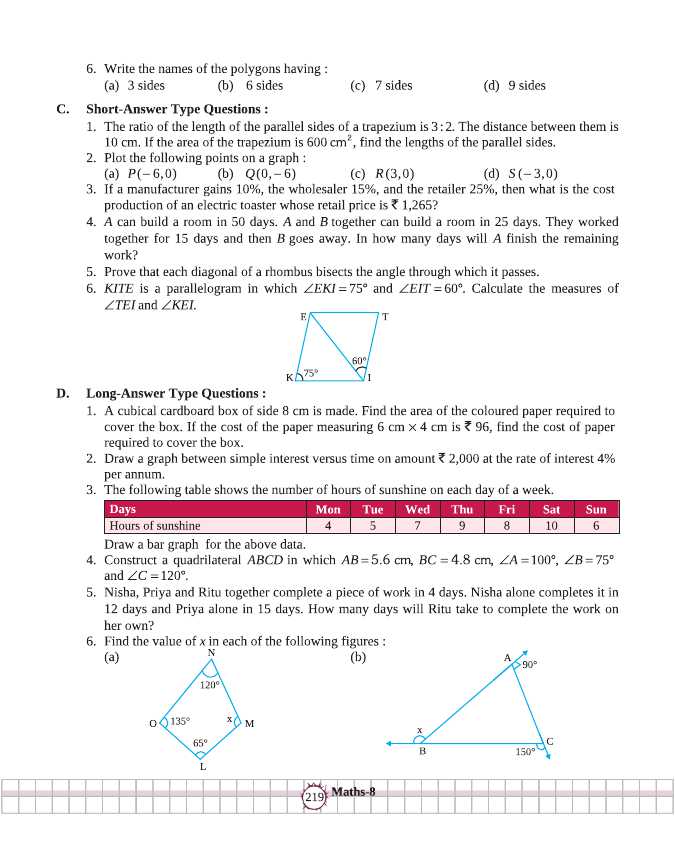 6. Write the names of the polygons having :
(a) 3 sides (b) 6 sides (c) 7 sides (d) 9 sides
C. Short-Answer Type Questions :
1. The ratio of the length of the parallel sides of a trapezium is 3 : 2. The distance between them is
10 cm. If the area of the trapezium is 600 cm², find the lengths of the parallel sides.
2. Plot the following points on a graph :
(a) P(– 6,0) (b) Q(0,– 6) (c) R(3,0) (d) S(– 3,0)
3. If a manufacturer gains 10%, the wholesaler 15%, and the retailer 25%, then what is the cost
production of an electric toaster whose retail price is ₹ 1,265?
4. A can build a room in 50 days. A and B together can build a room in 25 days. They worked
together for 15 days and then B goes away. In how many days will A finish the remaining
work?
5. Prove that each diagonal of a rhombus bisects the angle through which it passes.
6. KITE is a parallelogram in which ∠EKI = 75° and ∠EIT = 60°. Calculate the measures of
∠TEI and ∠KEI.
E T
60°
K 75° I
D. Long-Answer Type Questions :
1. A cubical cardboard box of side 8 cm is made. Find the area of the coloured paper required to
cover the box. If the cost of the paper measuring 6 cm × 4 cm is ₹ 96, find the cost of paper
required to cover the box.
2. Draw a graph between simple interest versus time on amount ₹ 2,000 at the rate of interest 4%
per annum.
3. The following table shows the number of hours of sunshine on each day of a week.
Days Mon Tue Wed Thu Fri Sat Sun
Hours of sunshine 4 5 7 9 8 10 6
Draw a bar graph for the above data.
4. Construct a quadrilateral ABCD in which AB = 5.6 cm, BC = 4.8 cm, ∠A = 100°, ∠B = 75°
and ∠C = 120°.
5. Nisha, Priya and Ritu together complete a piece of work in 4 days. Nisha alone completes it in
12 days and Priya alone in 15 days. How many days will Ritu take to complete the work on
her own?
6. Find the value of x in each of the following figures :
(a) N (b) A
90°
120°
O 135° x M
x
65° B 150° C
L
219 Maths-8